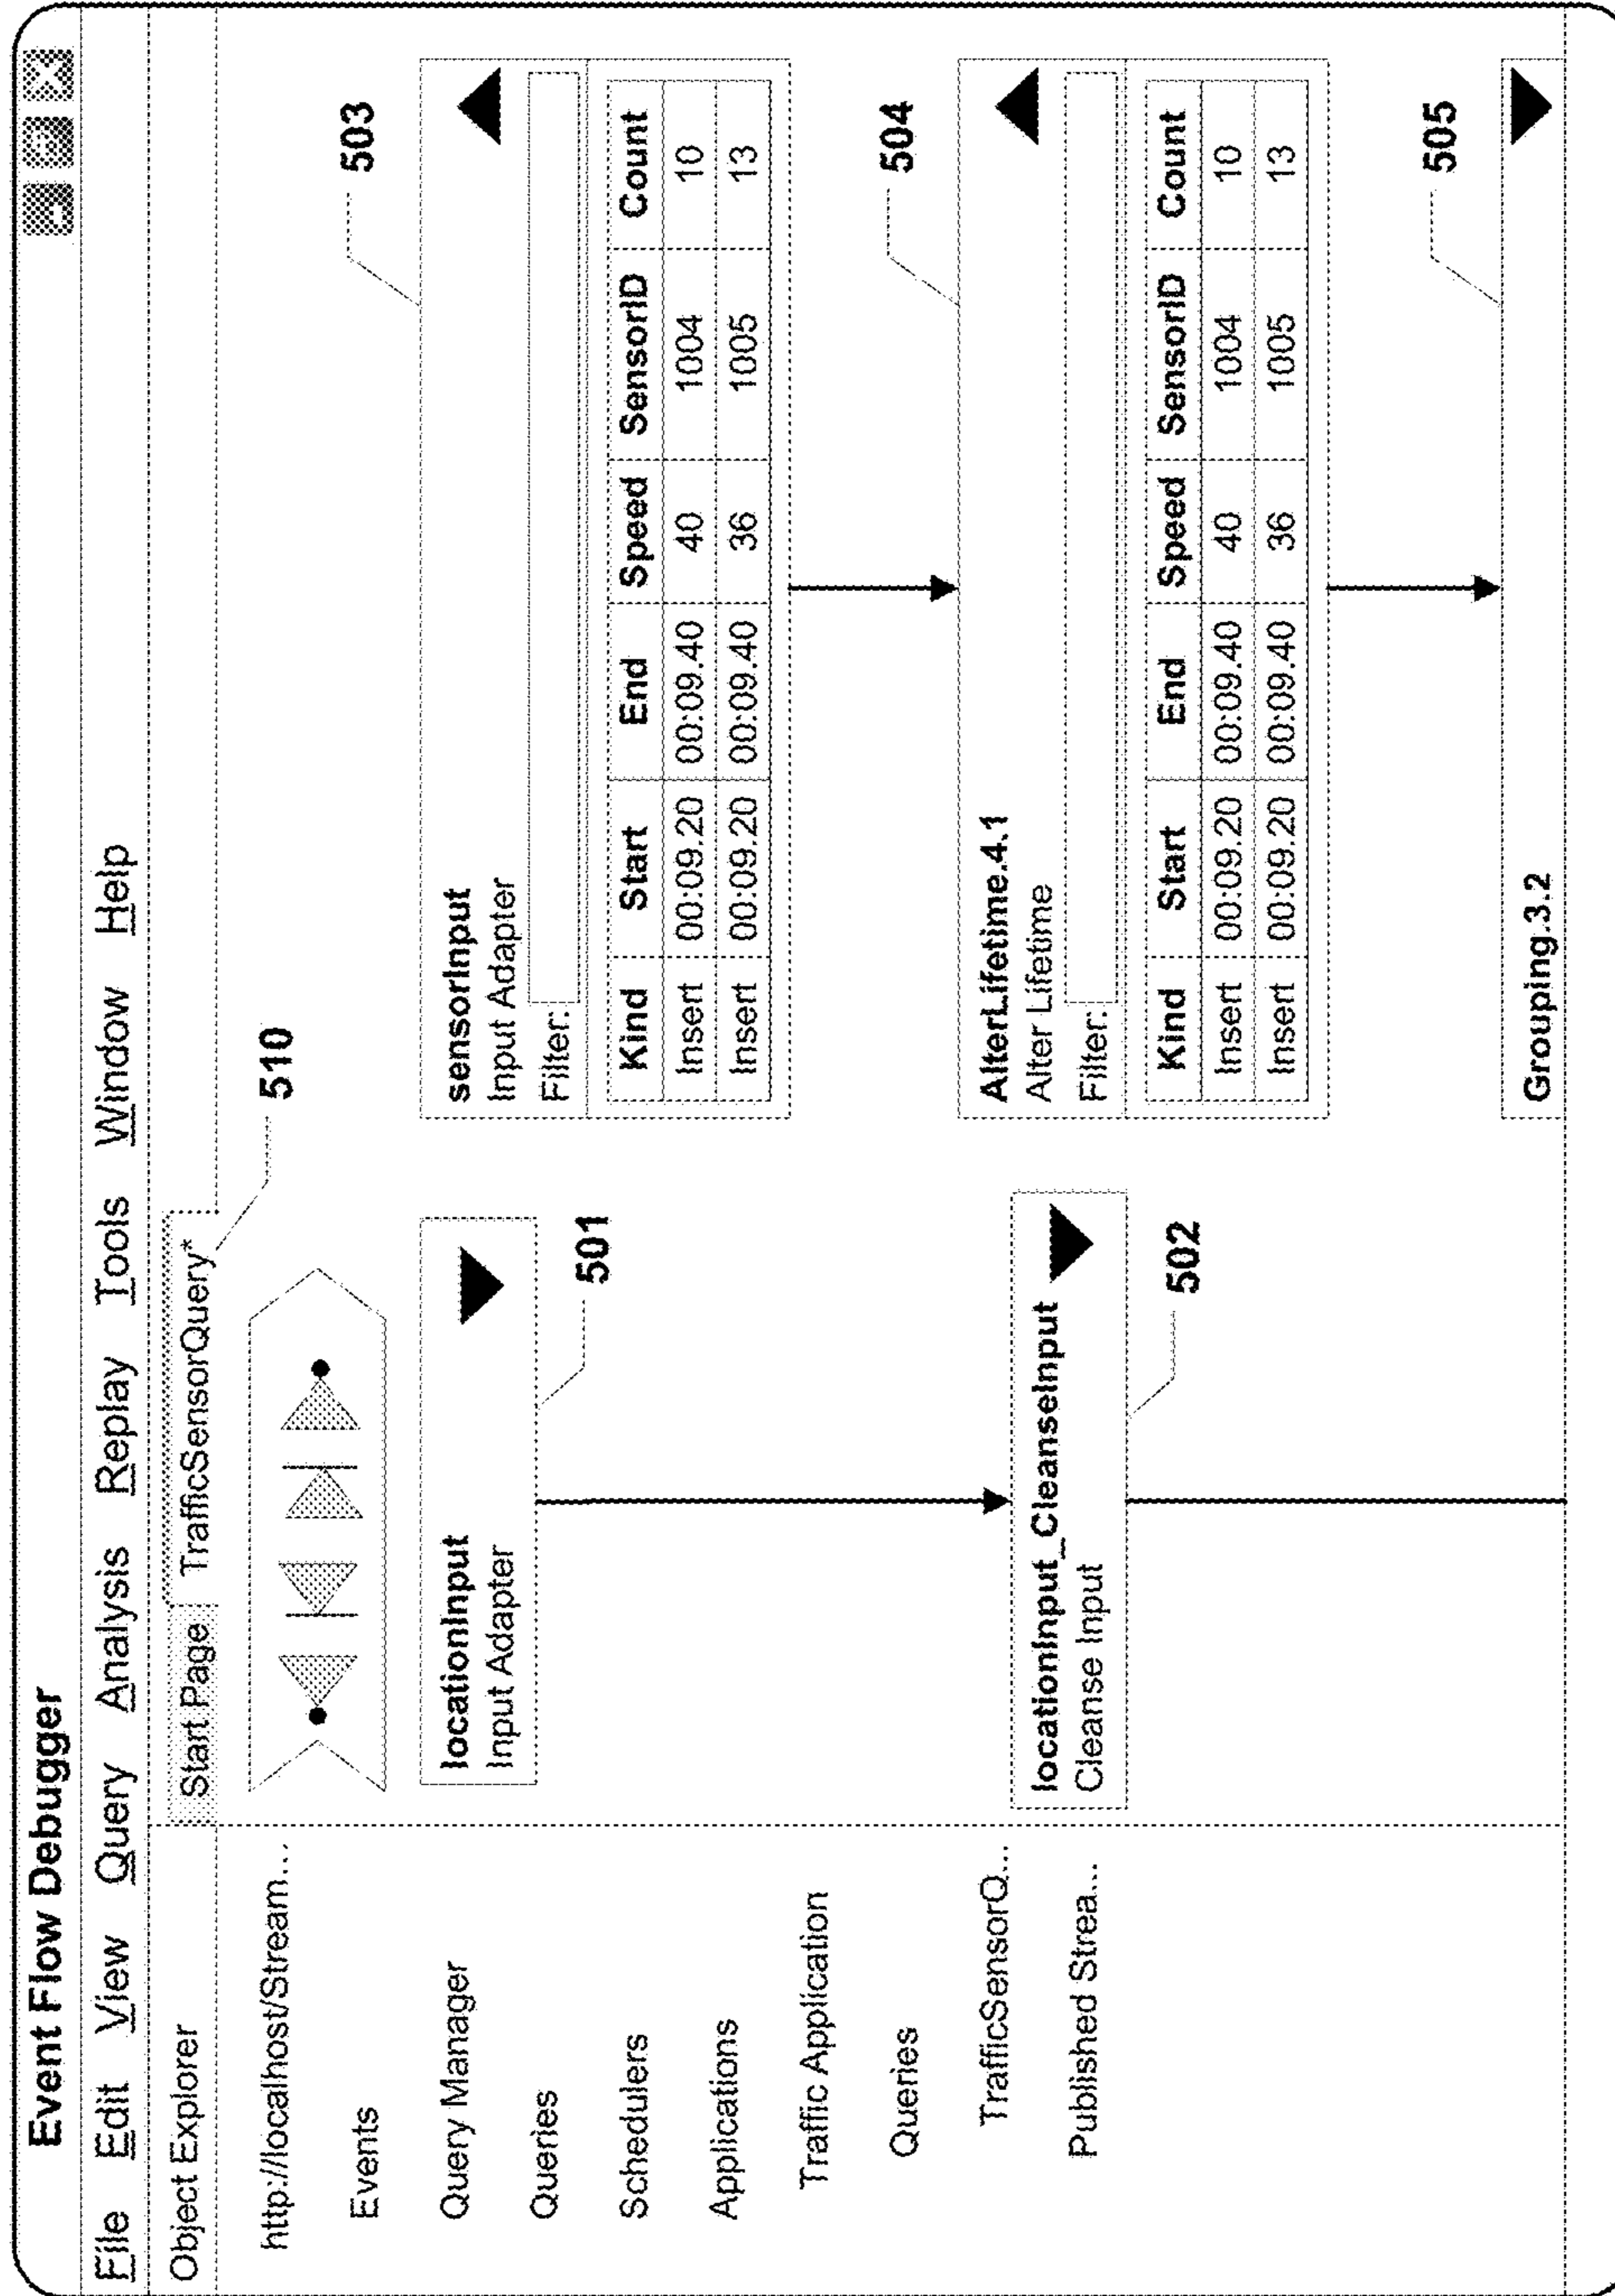 Event Flow Debugger
File Edit View Query Analysis Replay Tools Window Help
Object Explorer
Start Page TrafficSensorQuery*
510
http://localhost/Stream...
Events
Query Manager
Queries
Schedulers
Applications
Traffic Application
Queries
TrafficSensorQ...
Published Strea...
locationInput
Input Adapter
501
locationInput_CleanseInput
Cleanse Input
502
503
sensorInput
Input Adapter
Filter:
Kind Start End Speed SensorID Count
Insert 00:09.20 00:09.40 40 1004 10
Insert 00:09.20 00:09.40 36 1005 13
504
AlterLifetime.4.1
Alter Lifetime
Filter:
Kind Start End Speed SensorID Count
Insert 00:09.20 00:09.40 40 1004 10
Insert 00:09.20 00:09.40 36 1005 13
505
Grouping.3.2